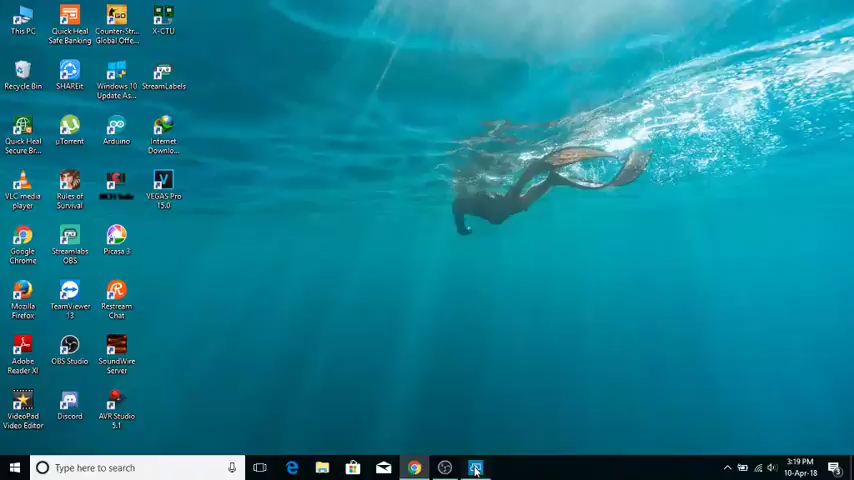 This PC
Quick Heal
Safe Banking
Counter-Str...
Global Offe...
X-CTU
Recycle Bin
SHAREit
Windows 10
Update As...
StreamLabels
Quick Heal
Secure Br...
µTorrent
Arduino
Internet
Downlo...
VLC media
player
Rules of
Survival
VEGAS Pro
15.0
Google
Chrome
Streamlabs
OBS
Picasa 3
Mozilla
Firefox
TeamViewer
13
Restream
Chat
Adobe
Reader XI
OBS Studio
SoundWire
Server
VideoPad
Video Editor
Discord
AVR Studio
5.1
Type here to search
3:19 PM
10-Apr-18